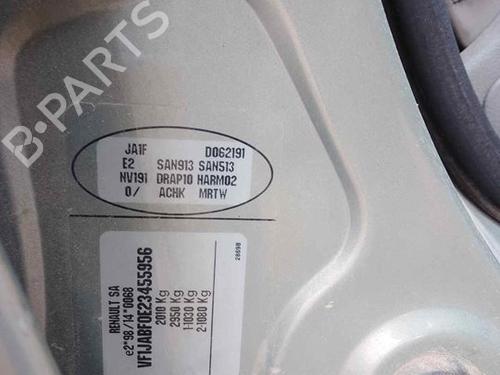 JA1F D062191
E2 SAN913 SAN513
NV191 DRAP10 HARM02
0/ ACHK MRTW
RENAULT SA
e2*98/14*0068
VF1JABF0E23455956
2010 Kg
2950 Kg
1-1030 Kg
2-1080 Kg
28698
B-PARTS